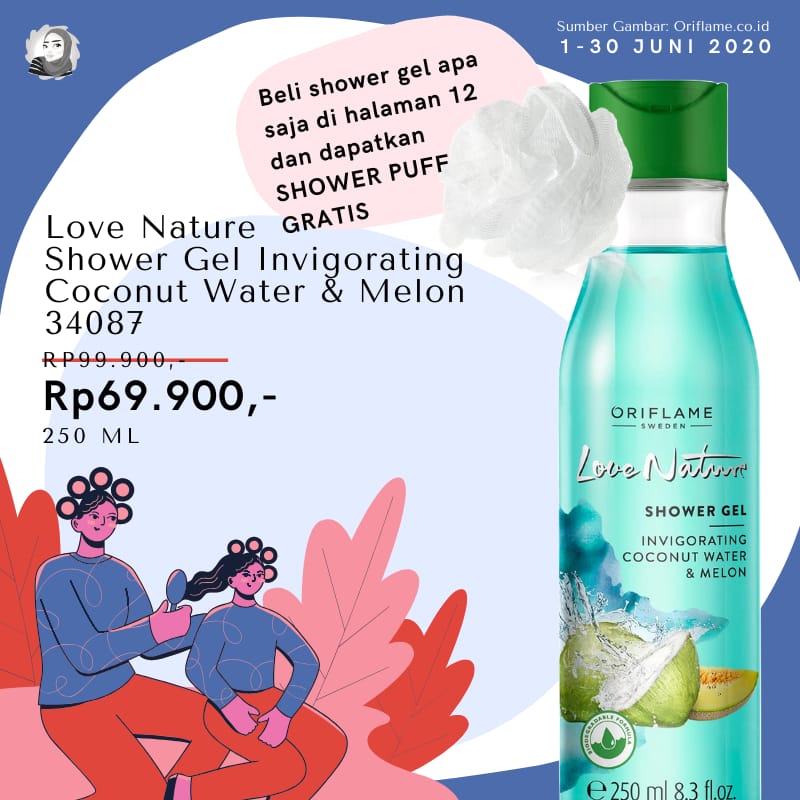 Sumber Gambar: Oriflame.co.id
1-30 JUNI 2020
Beli shower gel apa
saja di halaman 12
dan dapatkan
SHOWER PUFF
GRATIS
Love Nature
Shower Gel Invigorating
Coconut Water & Melon
34087
RP99.900,-
Rp69.900,-
250 ML
ORIFLAME
SWEDEN
Love Nature
SHOWER GEL
INVIGORATING
COCONUT WATER
& MELON
BIODEGRADABLE FORMULA
℮ 250 ml 8.3 fl.oz.